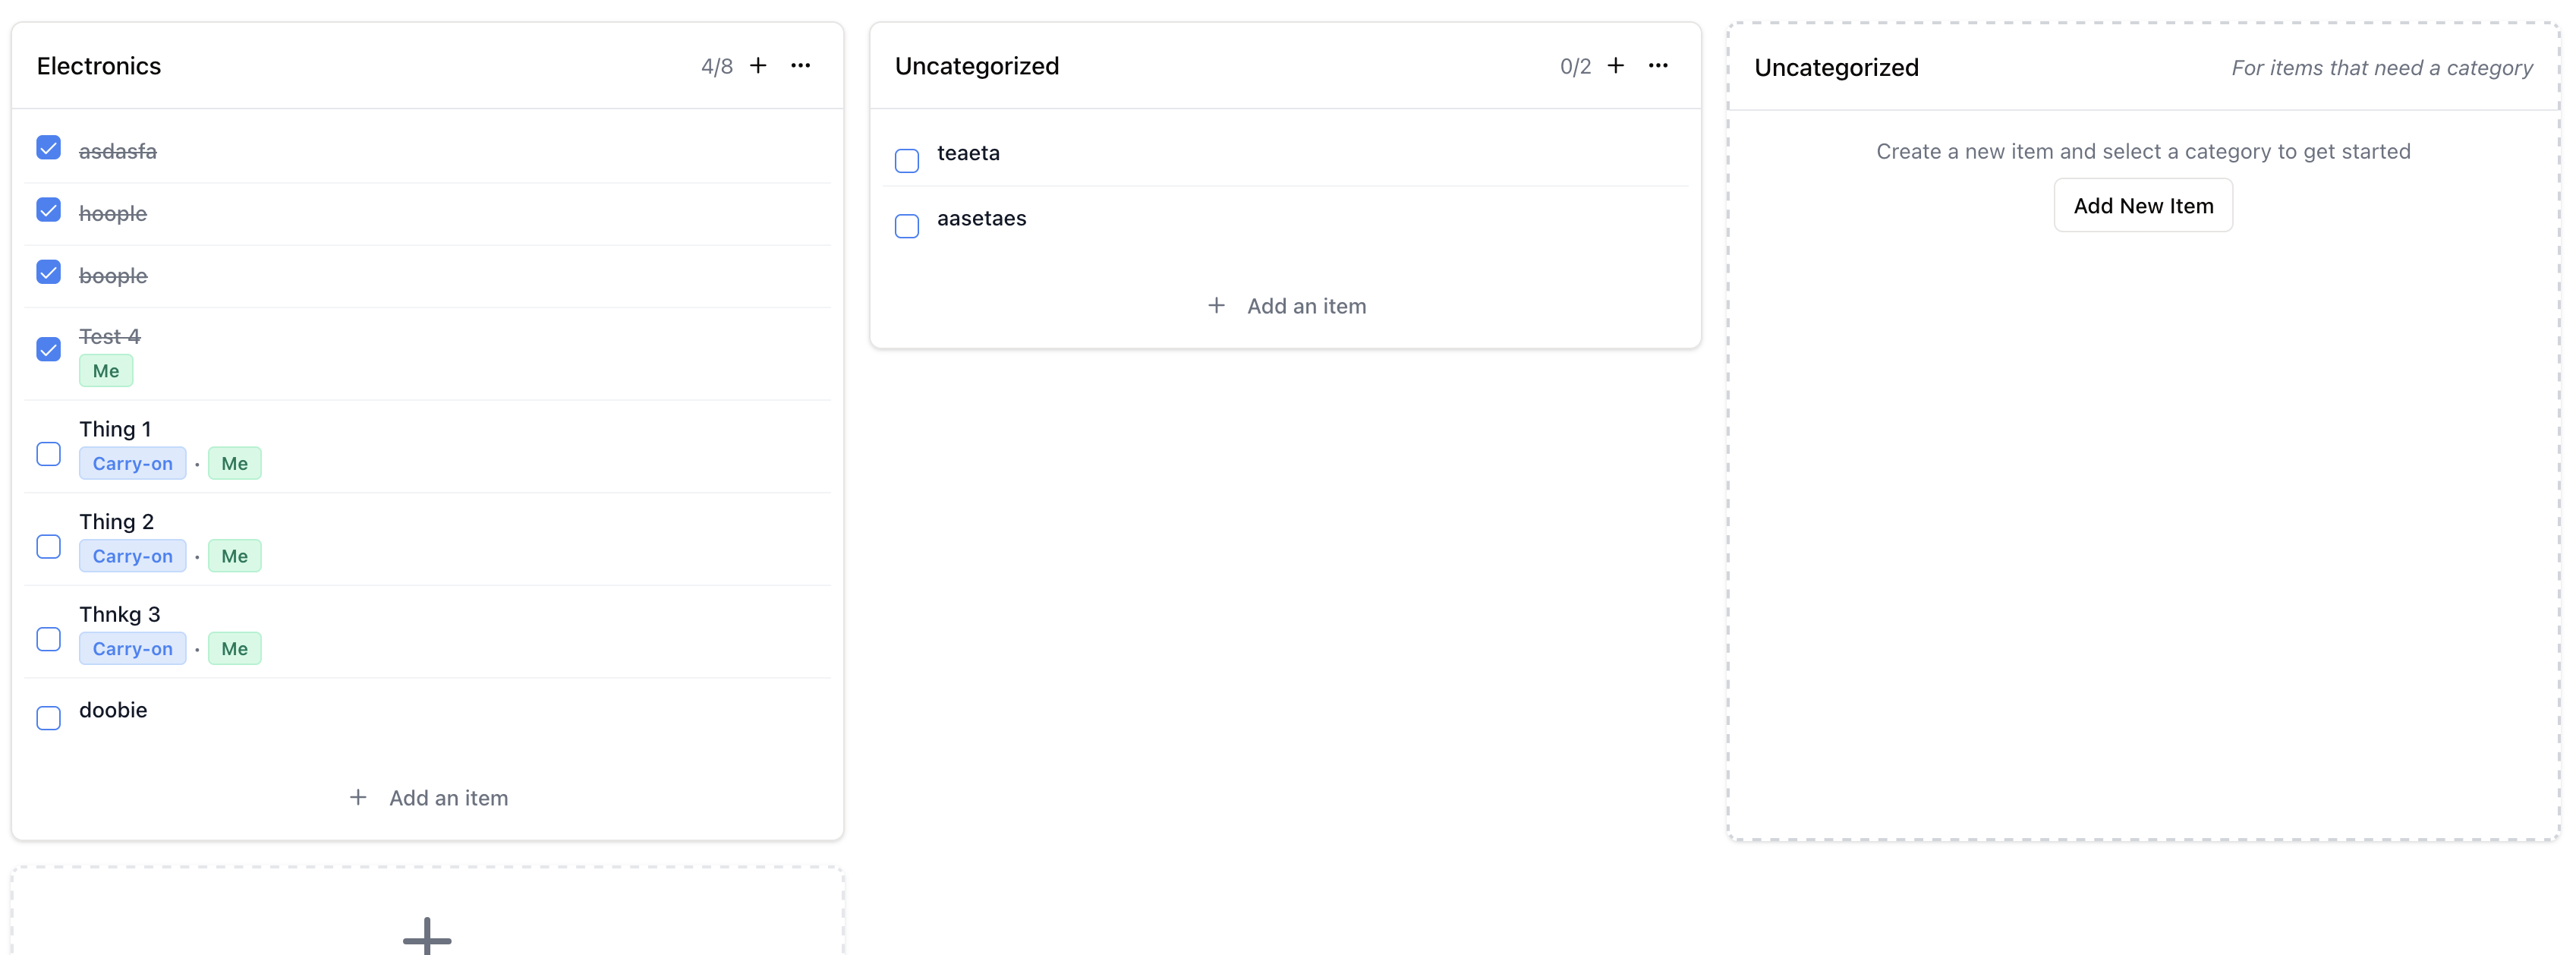 Electronics 4/8
asdasfa
hoople
boople
Test 4
Me
Thing 1
Carry-on · Me
Thing 2
Carry-on · Me
Thnkg 3
Carry-on · Me
doobie
+ Add an item
Uncategorized 0/2
teaeta
aasetaes
+ Add an item
Uncategorized For items that need a category
Create a new item and select a category to get started
Add New Item